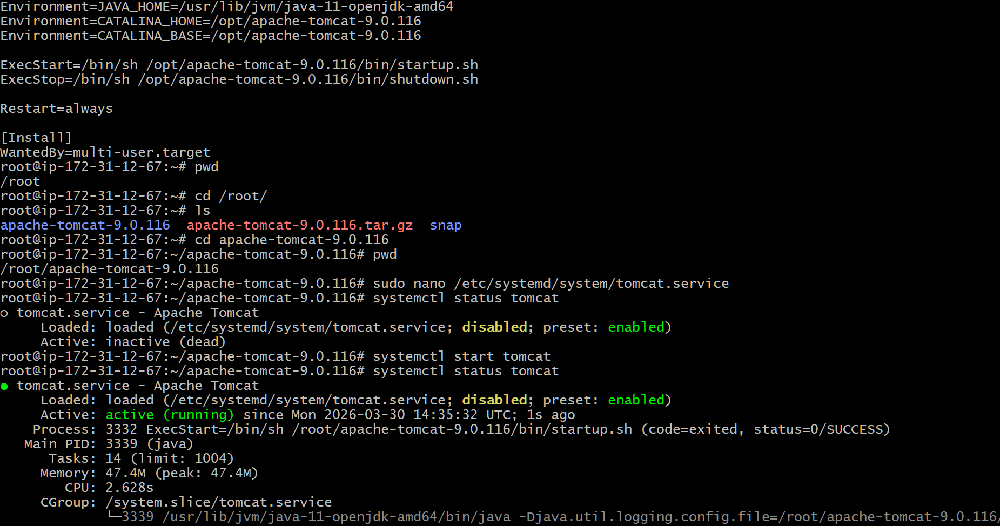 Environment=JAVA_HOME=/usr/lib/jvm/java-11-openjdk-amd64
Environment=CATALINA_HOME=/opt/apache-tomcat-9.0.116
Environment=CATALINA_BASE=/opt/apache-tomcat-9.0.116
ExecStart=/bin/sh /opt/apache-tomcat-9.0.116/bin/startup.sh
ExecStop=/bin/sh /opt/apache-tomcat-9.0.116/bin/shutdown.sh
Restart=always
[Install]
WantedBy=multi-user.target
root@ip-172-31-12-67:~# pwd
/root
root@ip-172-31-12-67:~# cd /root/
root@ip-172-31-12-67:~# ls
apache-tomcat-9.0.116  apache-tomcat-9.0.116.tar.gz  snap
root@ip-172-31-12-67:~# cd apache-tomcat-9.0.116
root@ip-172-31-12-67:~/apache-tomcat-9.0.116# pwd
/root/apache-tomcat-9.0.116
root@ip-172-31-12-67:~/apache-tomcat-9.0.116# sudo nano /etc/systemd/system/tomcat.service
root@ip-172-31-12-67:~/apache-tomcat-9.0.116# systemctl status tomcat
○ tomcat.service - Apache Tomcat
     Loaded: loaded (/etc/systemd/system/tomcat.service; disabled; preset: enabled)
     Active: inactive (dead)
root@ip-172-31-12-67:~/apache-tomcat-9.0.116# systemctl start tomcat
root@ip-172-31-12-67:~/apache-tomcat-9.0.116# systemctl status tomcat
● tomcat.service - Apache Tomcat
     Loaded: loaded (/etc/systemd/system/tomcat.service; disabled; preset: enabled)
     Active: active (running) since Mon 2026-03-30 14:35:32 UTC; 1s ago
    Process: 3332 ExecStart=/bin/sh /root/apache-tomcat-9.0.116/bin/startup.sh (code=exited, status=0/SUCCESS)
   Main PID: 3339 (java)
      Tasks: 14 (limit: 1004)
     Memory: 47.4M (peak: 47.4M)
        CPU: 2.628s
     CGroup: /system.slice/tomcat.service
             └─3339 /usr/lib/jvm/java-11-openjdk-amd64/bin/java -Djava.util.logging.config.file=/root/apache-tomcat-9.0.116/